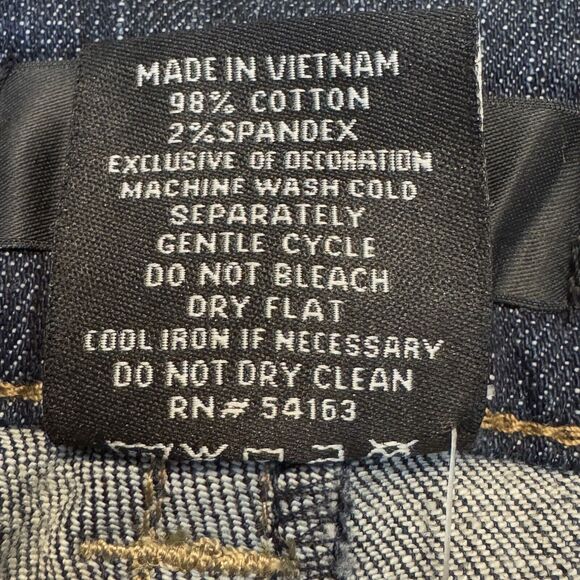 MADE IN VIETNAM
98% COTTON
2% SPANDEX
EXCLUSIVE OF DECORATION
MACHINE WASH COLD
SEPARATELY
GENTLE CYCLE
DO NOT BLEACH
DRY FLAT
COOL IRON IF NECESSARY
DO NOT DRY CLEAN
RN# 54163